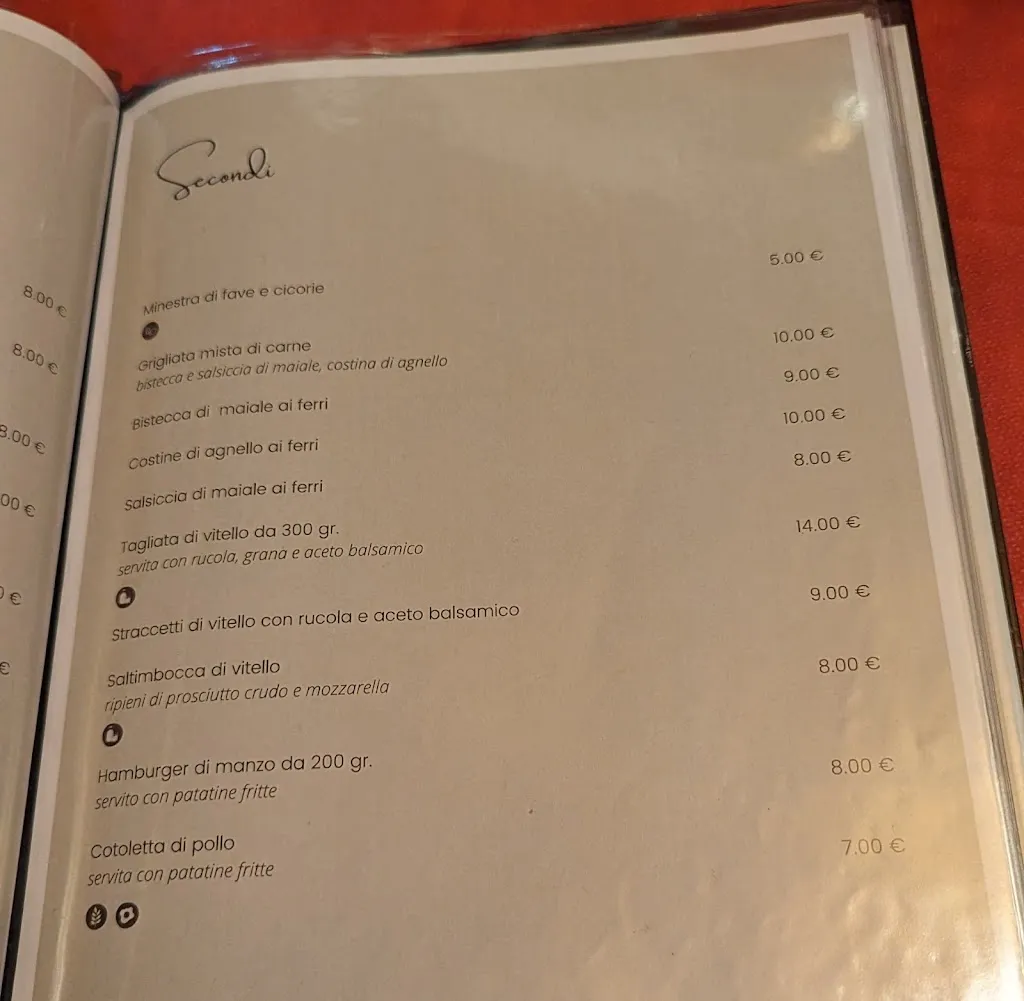 Secondi
Minestra di fave e cicorie 5.00 €
Grigliata mista di carne 10.00 €
bistecca e salsiccia di maiale, costina di agnello
Bistecca di maiale ai ferri 9.00 €
Costine di agnello ai ferri 10.00 €
Salsiccia di maiale ai ferri 8.00 €
Tagliata di vitello da 300 gr. 14.00 €
servita con rucola, grana e aceto balsamico
Straccetti di vitello con rucola e aceto balsamico 9.00 €
Saltimbocca di vitello 8.00 €
ripieni di prosciutto crudo e mozzarella
Hamburger di manzo da 200 gr. 8.00 €
servito con patatine fritte
Cotoletta di pollo 7.00 €
servita con patatine fritte
8.00 €
8.00 €
8.00 €
00 €
€
€